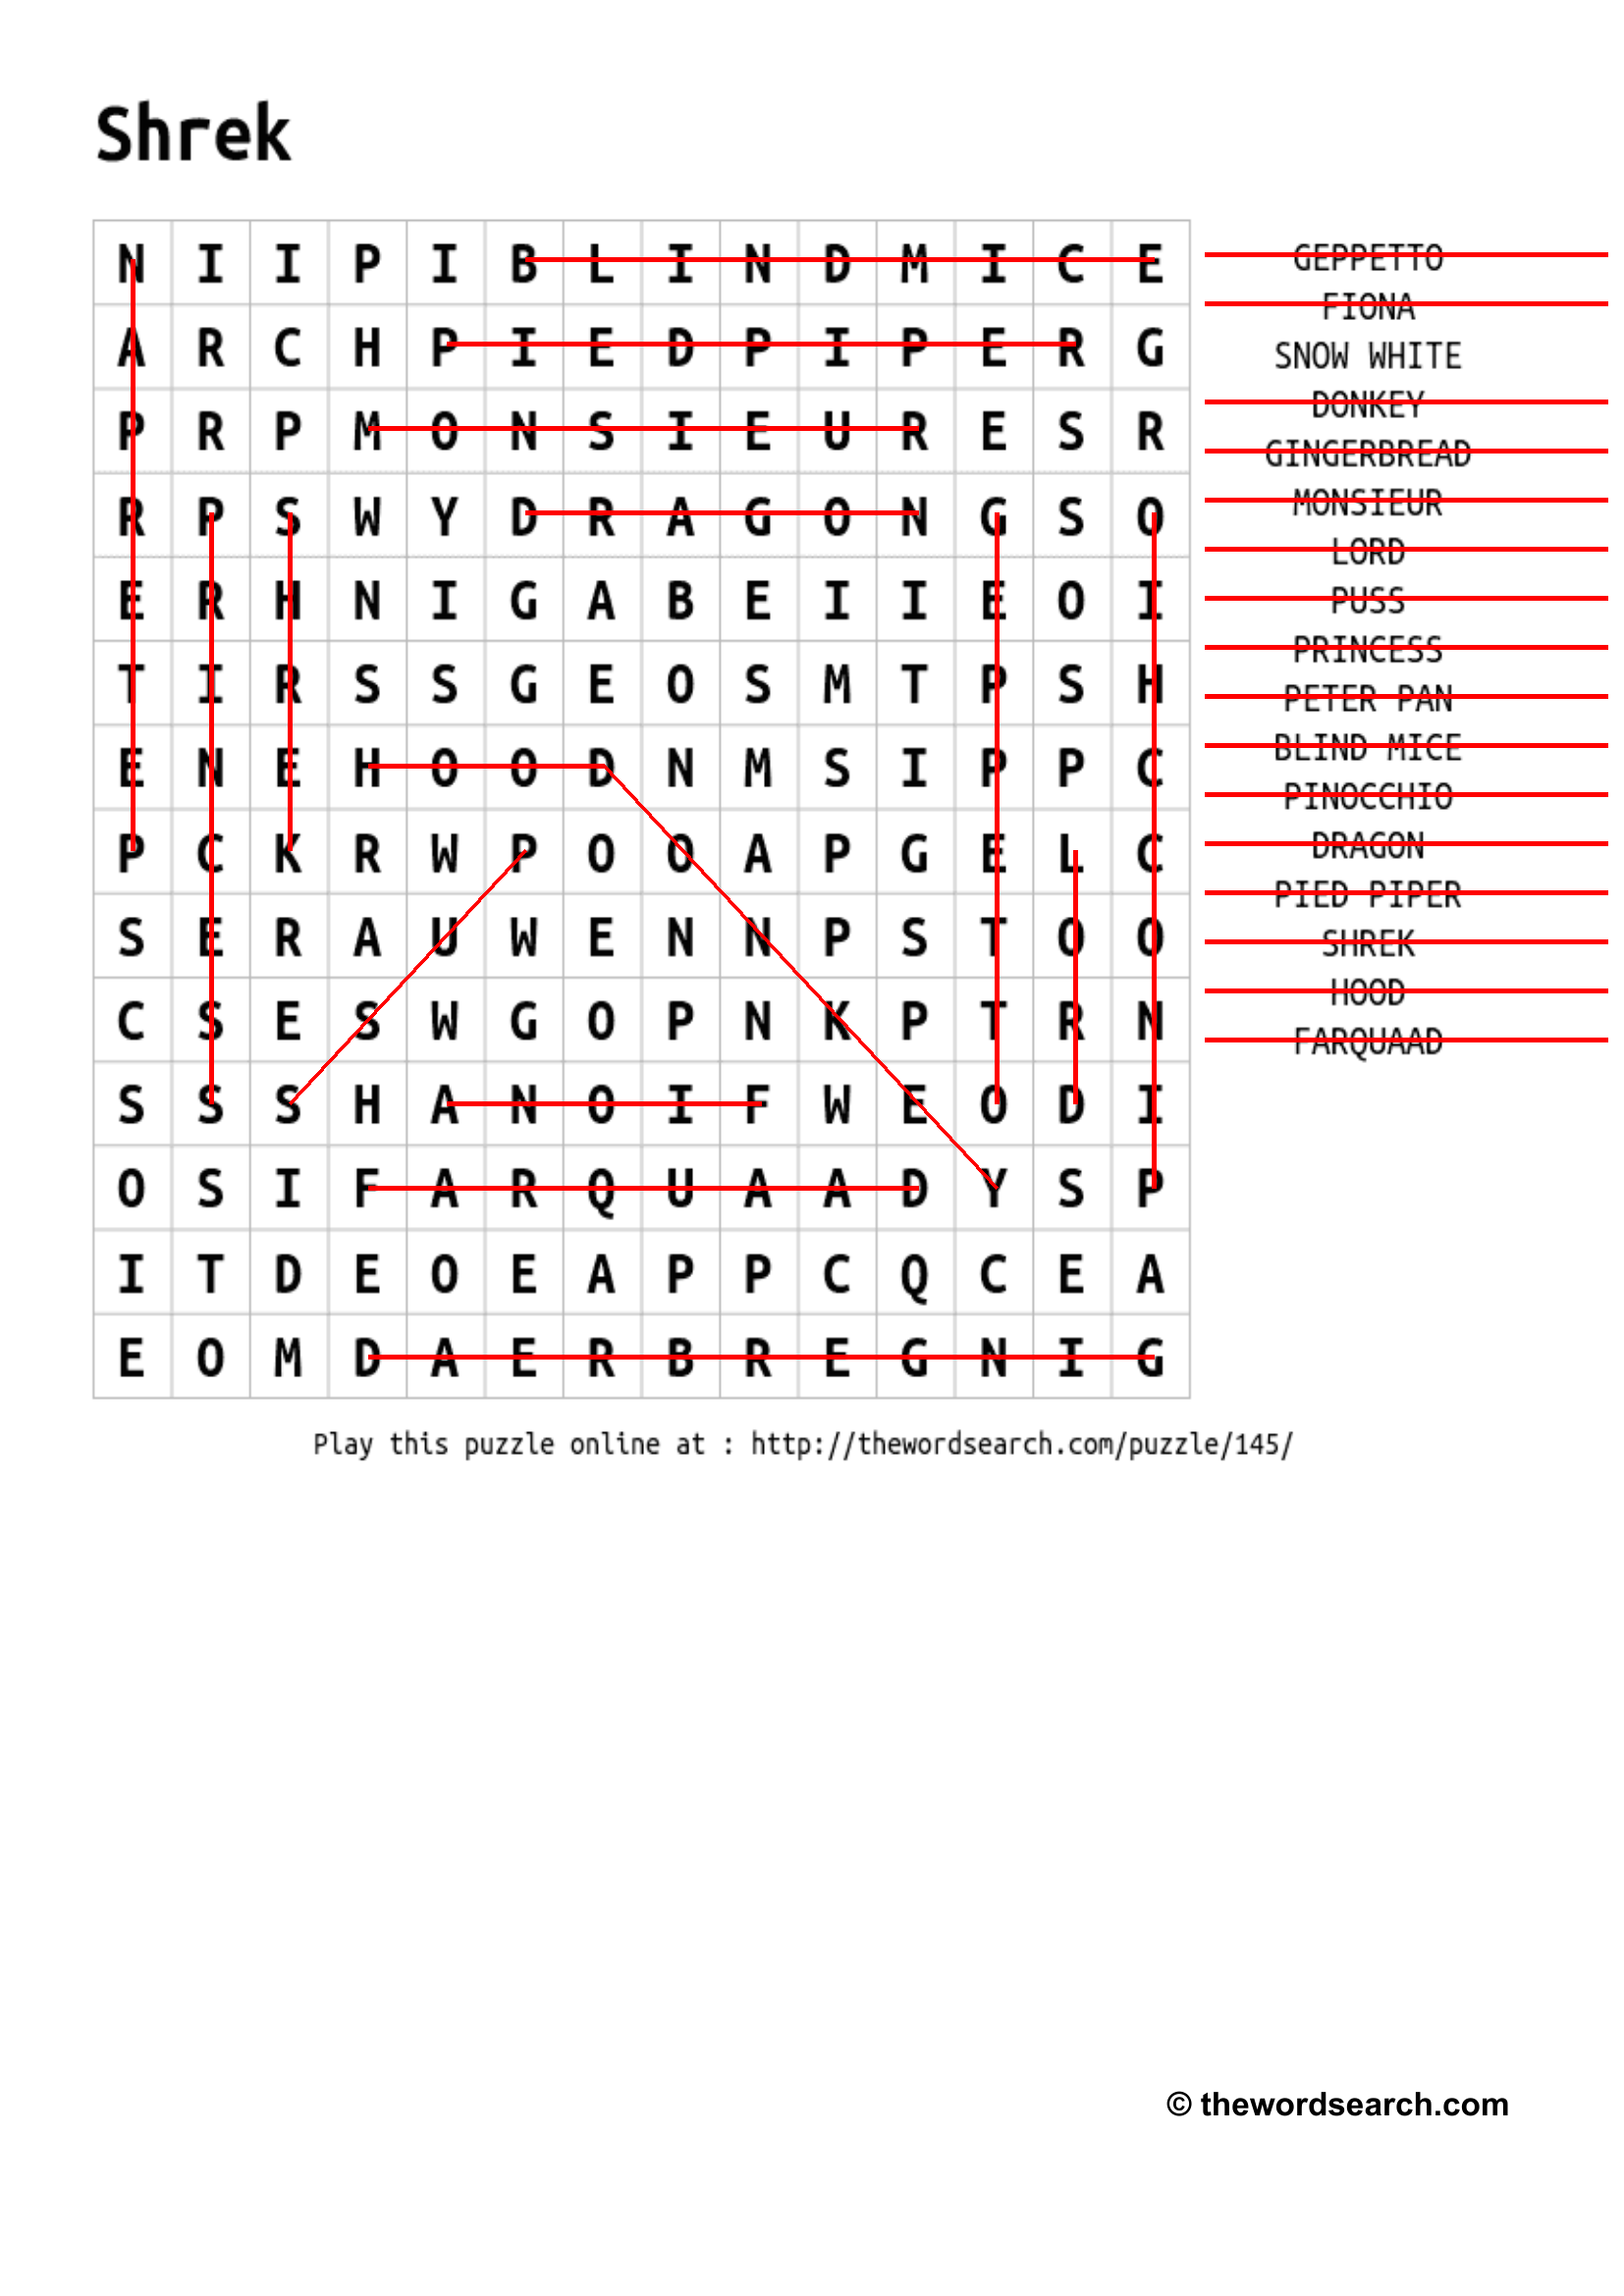 Shrek
N I I P I B L I N D M I C E
A R C H P I E D P I P E R G
P R P M O N S I E U R E S R
R P S W Y D R A G O N G S O
E R H N I G A B E I I E O I
T I R S S G E O S M T P S H
E N E H O O D N M S I P P C
P C K R W P O O A P G E L C
S E R A U W E N N P S T O O
C S E S W G O P N K P T R N
S S S H A N O I F W E O D I
O S I F A R Q U A A D Y S P
I T D E O E A P P C Q C E A
E O M D A E R B R E G N I G
GEPPETTO
FIONA
SNOW WHITE
DONKEY
GINGERBREAD
MONSIEUR
LORD
PUSS
PRINCESS
PETER PAN
BLIND MICE
PINOCCHIO
DRAGON
PIED PIPER
SHREK
HOOD
FARQUAAD
Play this puzzle online at : http://thewordsearch.com/puzzle/145/
© thewordsearch.com